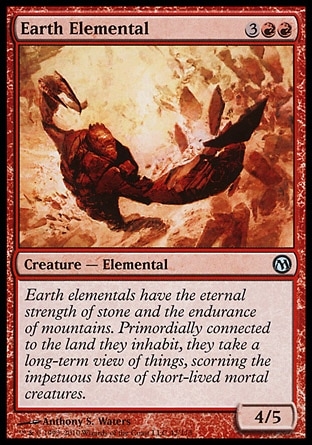 Earth Elemental 3
Creature — Elemental
Earth elementals have the eternal
strength of stone and the endurance
of mountains. Primordially connected
to the land they inhabit, they take a
long-term view of things, scorning the
impetuous haste of short-lived mortal
creatures.
Anthony S. Waters
4/5